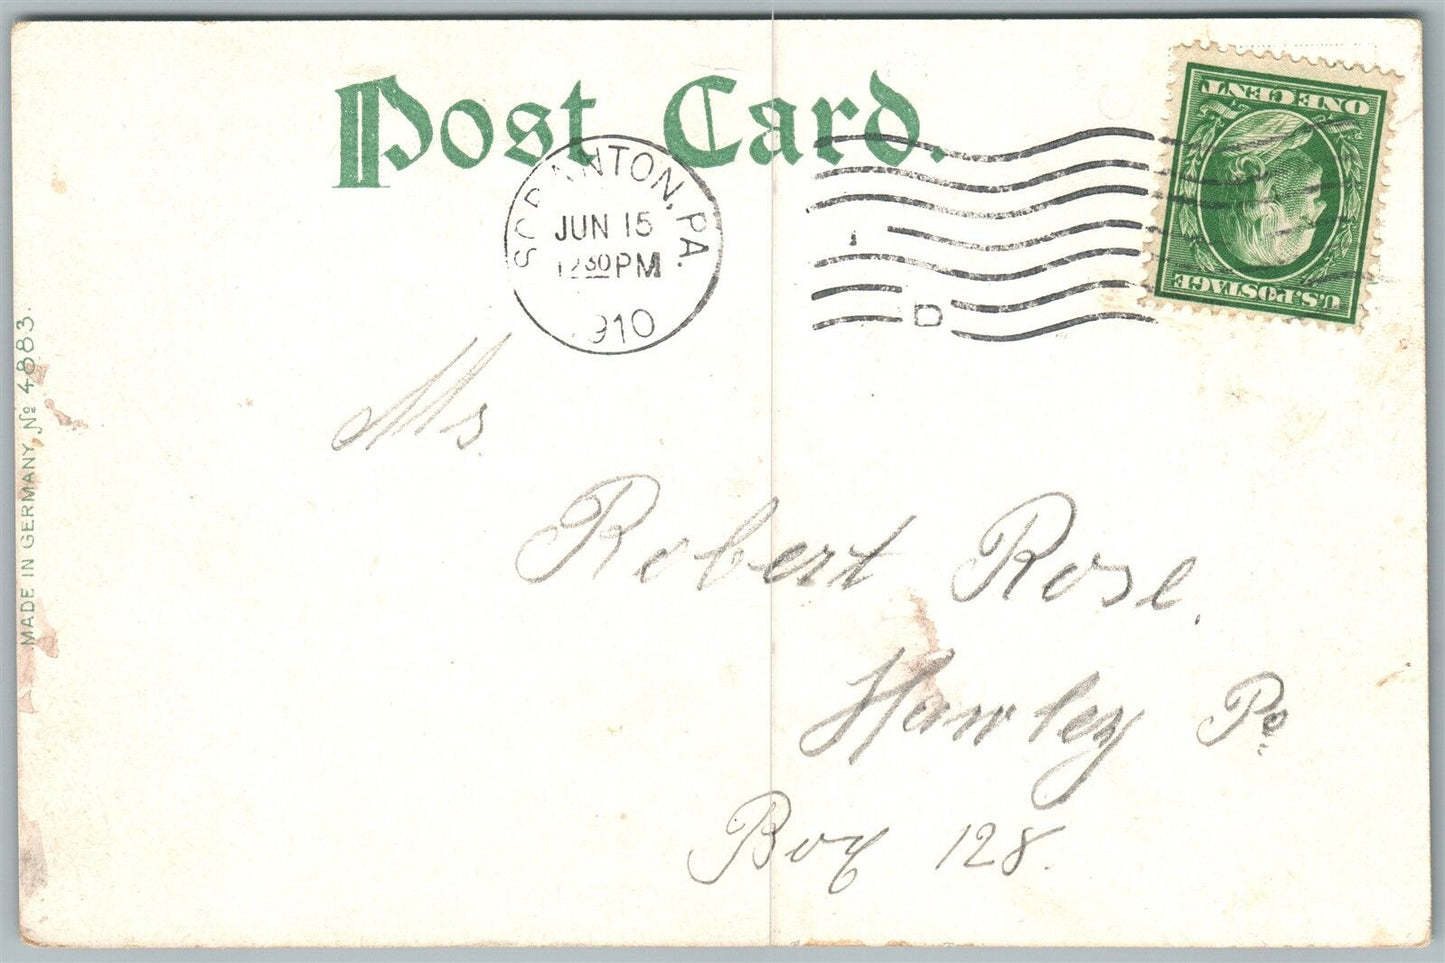 Post Card.
SCRANTON, PA.
JUN 15
12 30 PM
1910
D
ONE CENT
U.S. POSTAGE
MADE IN GERMANY, No 4883.
Ms.
Robert Rose.
Hawley Pa
Box 128.